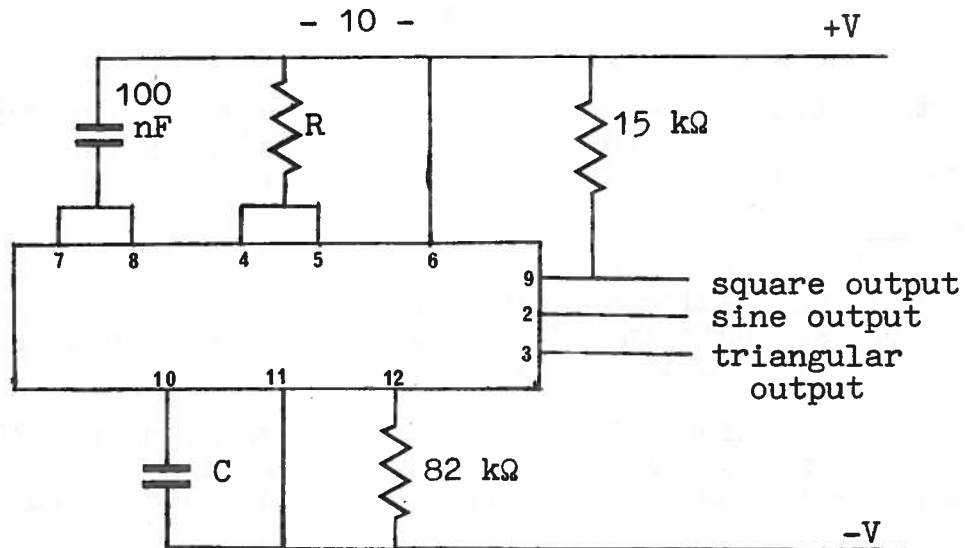 - 10 -
+V
100
nF
R
15 kΩ
7 8 4 5 6
9 square output
2 sine output
3 triangular
output
10 11 12
C
82 kΩ
-V